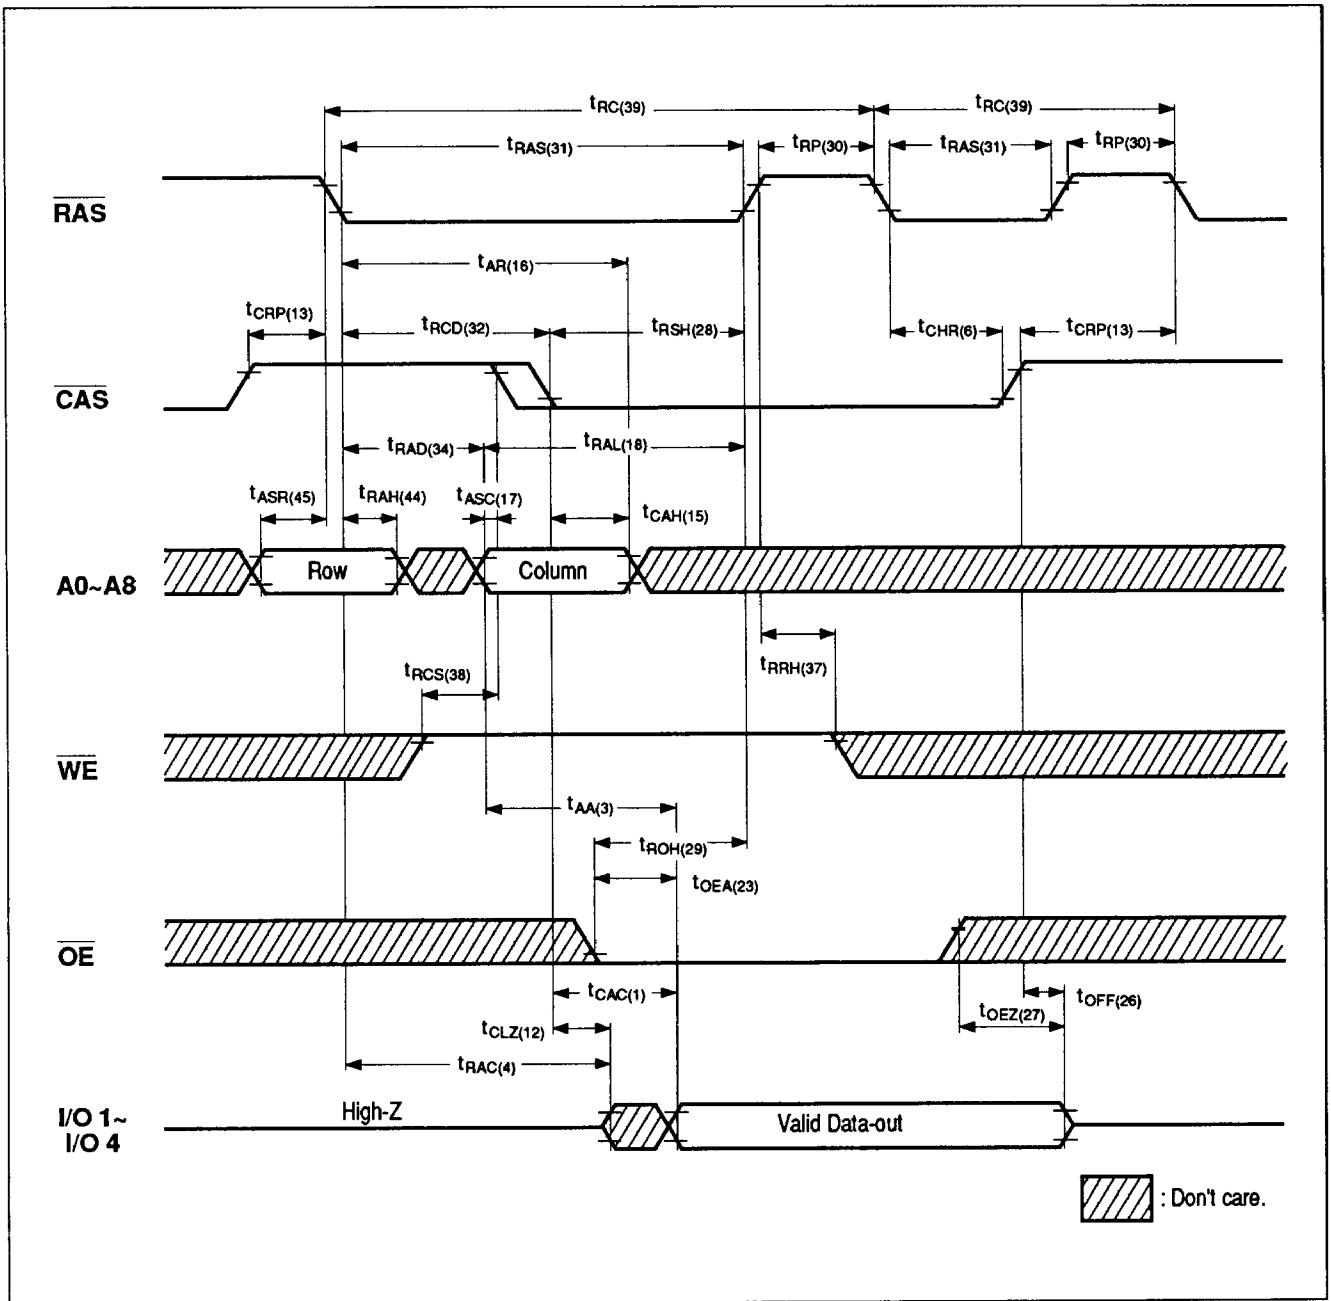 tRC(39) tRC(39)
tRAS(31) tRP(30) tRAS(31) tRP(30)
RAS
tAR(16)
tCRP(13) tRCD(32) tRSH(28) tCHR(6) tCRP(13)
CAS
tRAD(34) tRAL(18)
tASR(45) tRAH(44) tASC(17) tCAH(15)
A0~A8 Row Column
tRCS(38) tRRH(37)
WE
tAA(3)
tROH(29)
tOEA(23)
OE
tCAC(1) tOFF(26)
tCLZ(12) tOEZ(27)
tRAC(4)
I/O 1~ High-Z Valid Data-out
I/O 4
: Don't care.